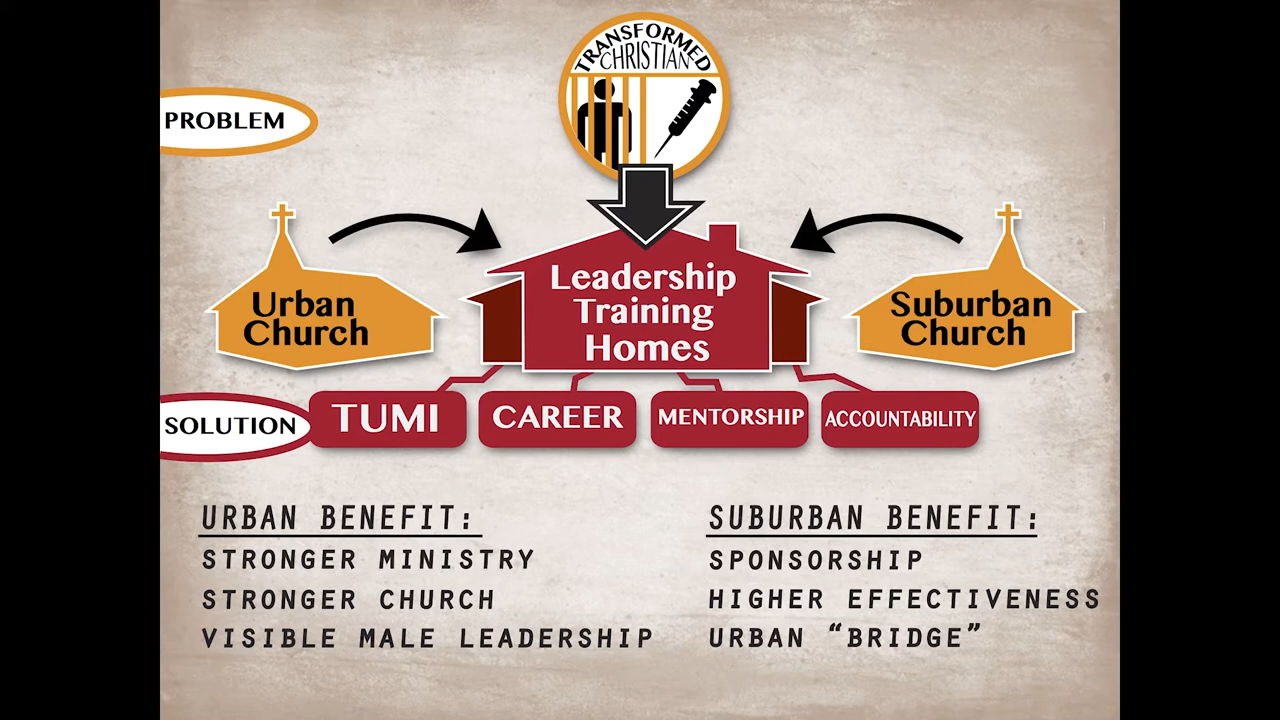 TRANSFORMED
CHRISTIAN
PROBLEM
Urban
Church
Leadership
Training
Homes
Suburban
Church
SOLUTION
TUMI
CAREER
MENTORSHIP
ACCOUNTABILITY
URBAN BENEFIT:
STRONGER MINISTRY
STRONGER CHURCH
VISIBLE MALE LEADERSHIP
SUBURBAN BENEFIT:
SPONSORSHIP
HIGHER EFFECTIVENESS
URBAN “BRIDGE”